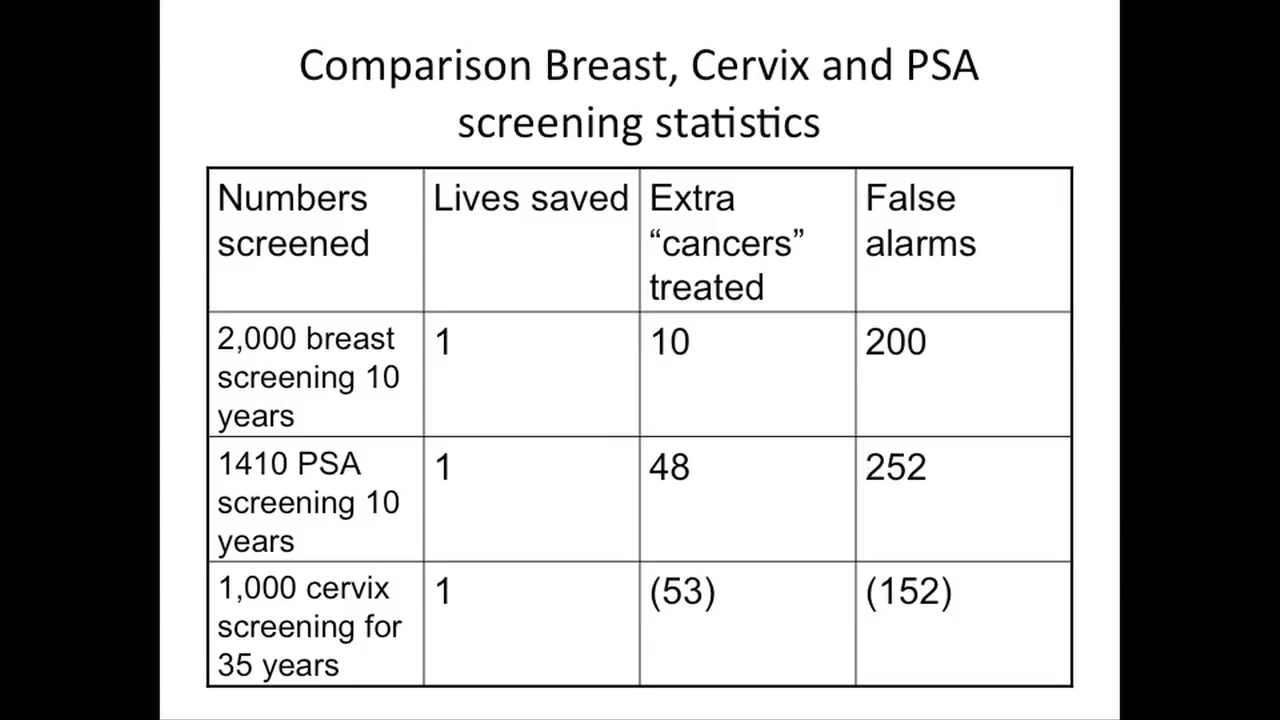 Comparison Breast, Cervix and PSA
screening statistics
Numbers
screened
Lives saved
Extra
“cancers”
treated
False
alarms
2,000 breast
screening 10
years
1
10
200
1410 PSA
screening 10
years
1
48
252
1,000 cervix
screening for
35 years
1
(53)
(152)